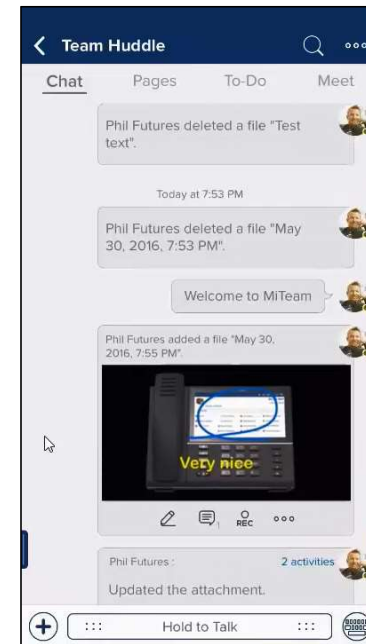 Team Huddle
Chat Pages To-Do Meet
Phil Futures deleted a file "Test
text".
Today at 7:53 PM
Phil Futures deleted a file "May
30, 2016, 7:53 PM".
Welcome to MiTeam
Phil Futures added a file "May 30,
2016, 7:55 PM".
Very nice
1
REC
Phil Futures :
2 activities
Updated the attachment.
Hold to Talk